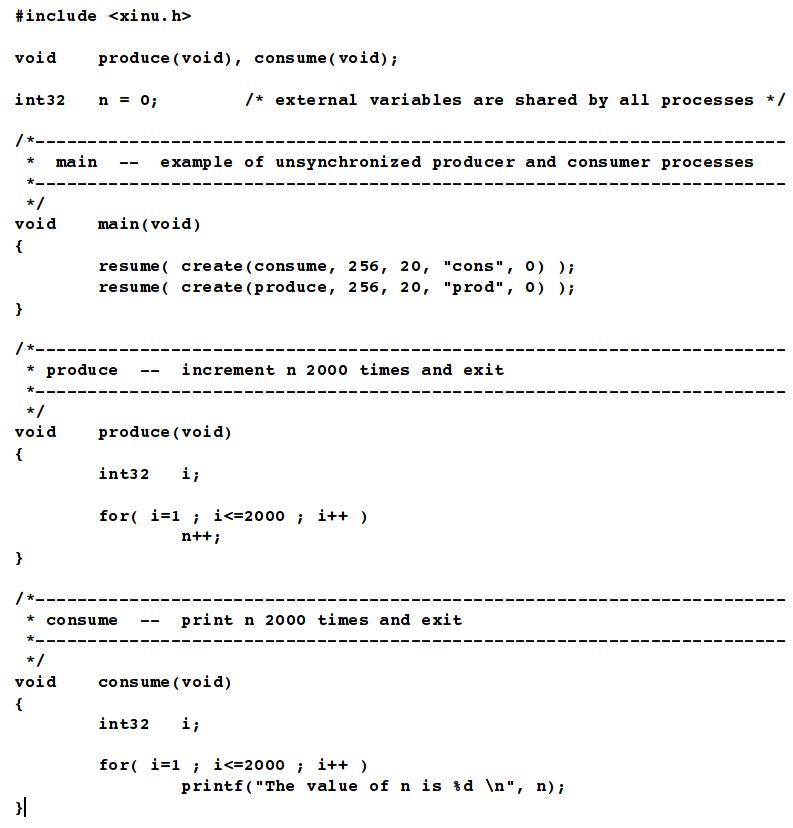 #include <xinu.h>
void    produce(void), consume(void);
int32   n = 0;        /* external variables are shared by all processes */
/*------------------------------------------------------------------------
 *  main  --  example of unsynchronized producer and consumer processes
 *------------------------------------------------------------------------
 */
void    main(void)
{
        resume( create(consume, 256, 20, "cons", 0) );
        resume( create(produce, 256, 20, "prod", 0) );
}
/*------------------------------------------------------------------------
 * produce  --  increment n 2000 times and exit
 *------------------------------------------------------------------------
 */
void    produce(void)
{
        int32   i;
        for( i=1 ; i<=2000 ; i++ )
                n++;
}
/*------------------------------------------------------------------------
 * consume  --  print n 2000 times and exit
 *------------------------------------------------------------------------
 */
void    consume(void)
{
        int32   i;
        for( i=1 ; i<=2000 ; i++ )
                printf("The value of n is %d \n", n);
}